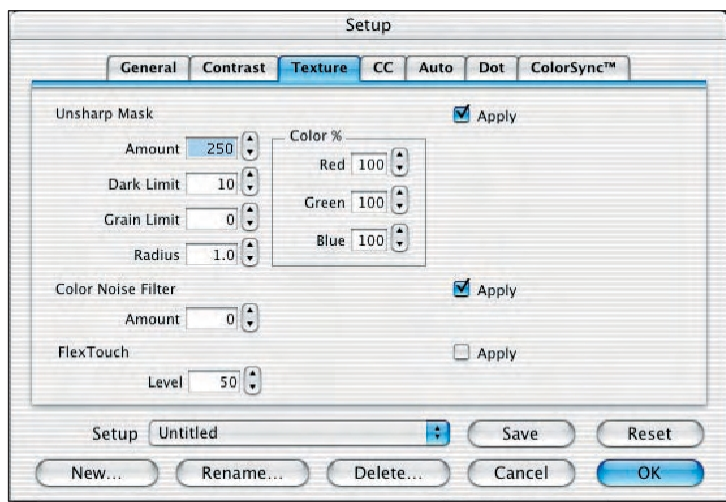 Setup
General Contrast Texture CC Auto Dot ColorSync™
Unsharp Mask Apply
Amount 250 Color %
Red 100
Dark Limit 10
Green 100
Grain Limit 0
Blue 100
Radius 1.0
Color Noise Filter Apply
Amount 0
FlexTouch Apply
Level 50
Setup Untitled Save Reset
New... Rename... Delete... Cancel OK